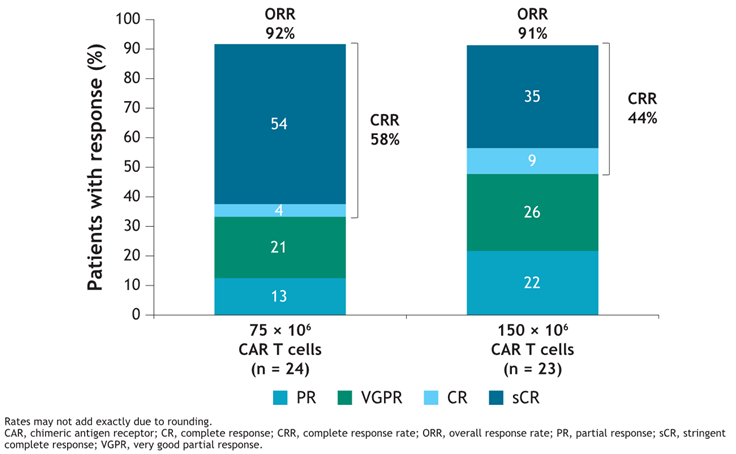 ORR
92%
ORR
91%
Patients with response (%)
100
90
80
70
60
50
40
30
20
10
0
54
4
21
13
CRR
58%
35
9
26
22
CRR
44%
75 × 10⁶
CAR T cells
(n = 24)
150 × 10⁶
CAR T cells
(n = 23)
PR VGPR CR sCR
Rates may not add exactly due to rounding.
CAR, chimeric antigen receptor; CR, complete response; CRR, complete response rate; ORR, overall response rate; PR, partial response; sCR, stringent
complete response; VGPR, very good partial response.